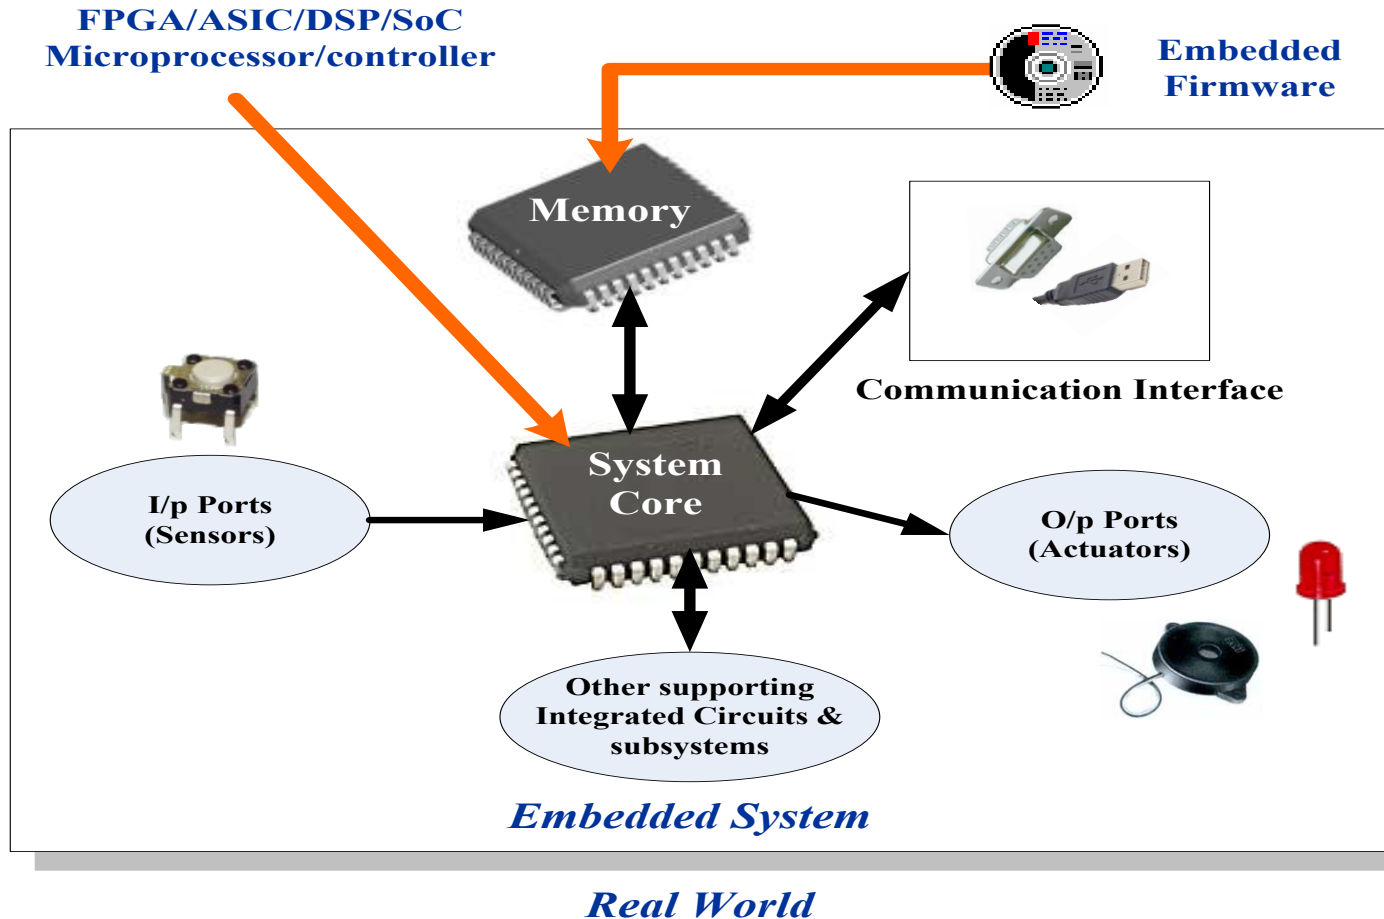 FPGA/ASIC/DSP/SoC
Microprocessor/controller
Embedded
Firmware
Memory
Communication Interface
System
Core
I/p Ports
(Sensors)
O/p Ports
(Actuators)
Other supporting
Integrated Circuits &
subsystems
Embedded System
Real World